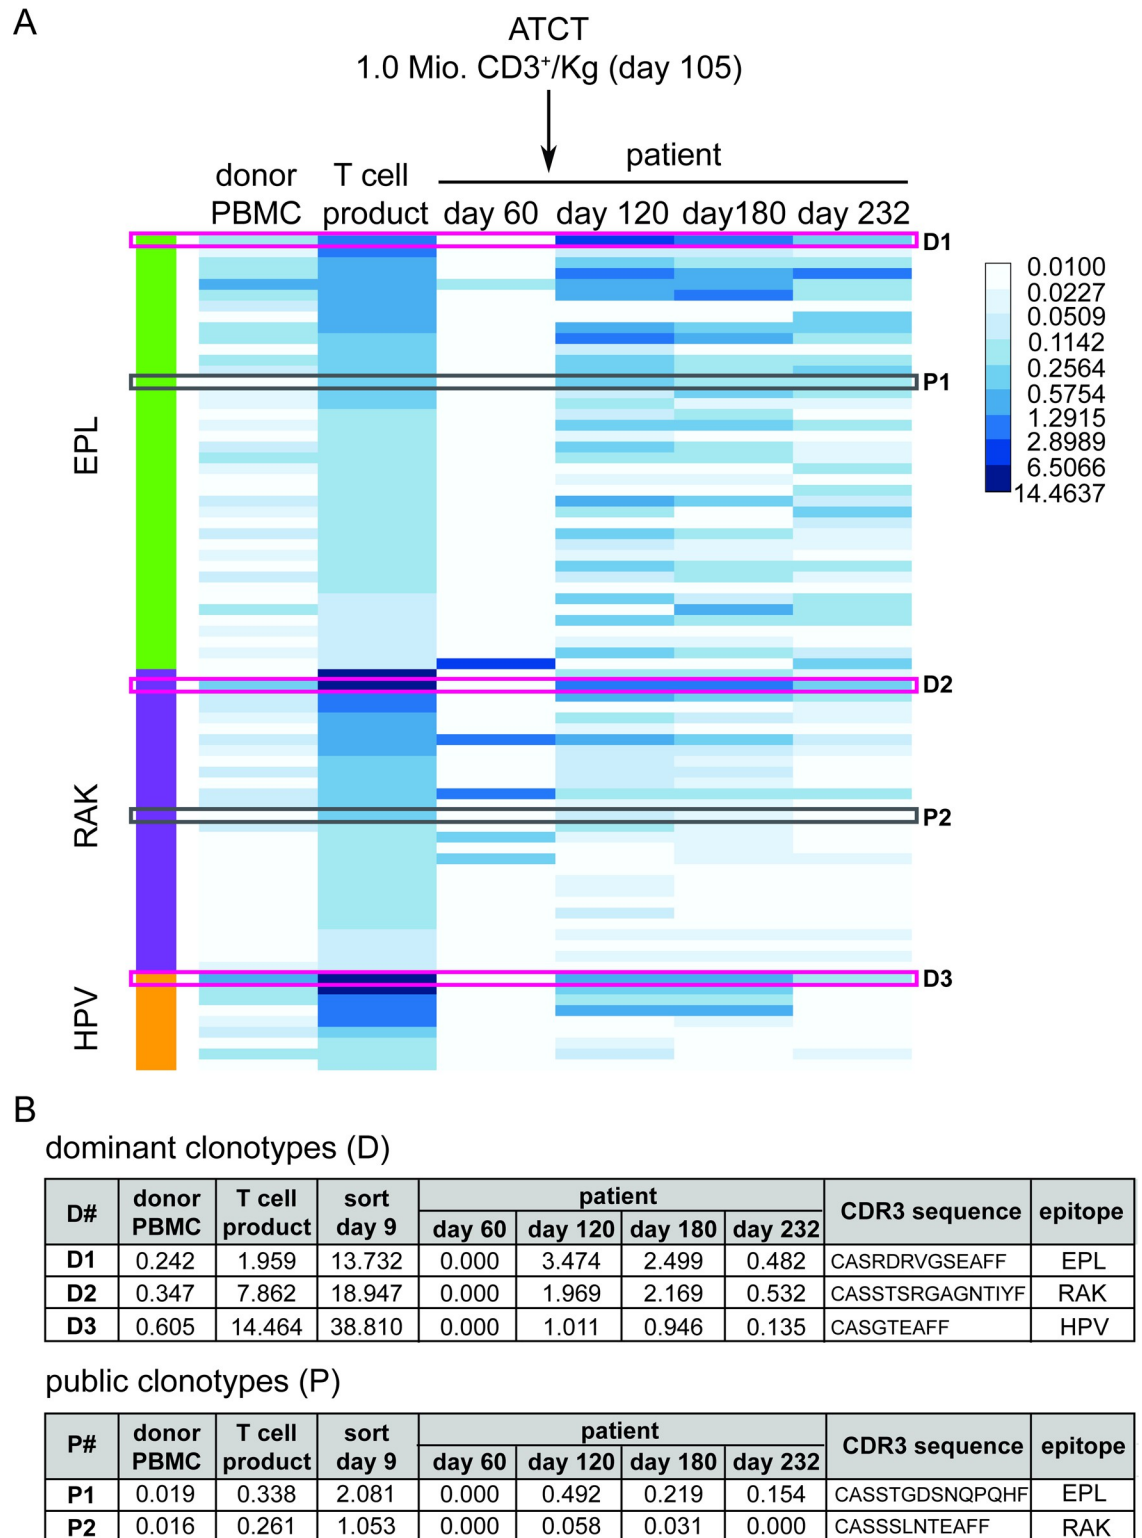 A
ATCT
1.0 Mio. CD3⁺/Kg (day 105)
patient
donor PBMC T cell product day 60 day 120 day180 day 232
D1
0.0100
0.0227
0.0509
0.1142
0.2564
0.5754
1.2915
2.8989
6.5066
14.4637
P1
EPL
D2
RAK
P2
D3
HPV
B
dominant clonotypes (D)
D# donor PBMC T cell product sort day 9 patient CDR3 sequence epitope
day 60 day 120 day 180 day 232
D1 0.242 1.959 13.732 0.000 3.474 2.499 0.482 CASRDRVGSEAFF EPL
D2 0.347 7.862 18.947 0.000 1.969 2.169 0.532 CASSTSRGAGNTIYF RAK
D3 0.605 14.464 38.810 0.000 1.011 0.946 0.135 CASGTEAFF HPV
public clonotypes (P)
P# donor PBMC T cell product sort day 9 patient CDR3 sequence epitope
day 60 day 120 day 180 day 232
P1 0.019 0.338 2.081 0.000 0.492 0.219 0.154 CASSTGDSNQPQHF EPL
P2 0.016 0.261 1.053 0.000 0.058 0.031 0.000 CASSSLNTEAFF RAK